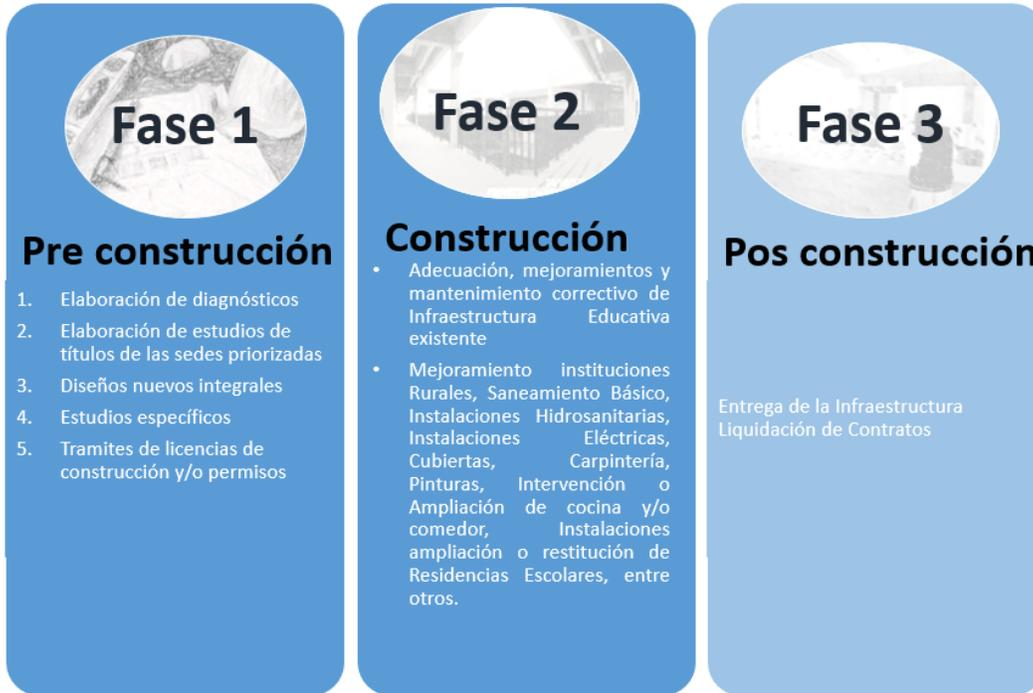 Fase 1
Pre construcción
1. Elaboración de diagnósticos
2. Elaboración de estudios de
títulos de las sedes priorizadas
3. Diseños nuevos integrales
4. Estudios específicos
5. Tramites de licencias de
construcción y/o permisos
Fase 2
Construcción
• Adecuación, mejoramientos y
mantenimiento correctivo de
Infraestructura Educativa
existente
• Mejoramiento instituciones
Rurales, Saneamiento Básico,
Instalaciones Hidrosanitarias,
Instalaciones Eléctricas,
Cubiertas, Carpintería,
Pinturas, Intervención o
Ampliación de cocina y/o
comedor, Instalaciones
ampliación o restitución de
Residencias Escolares, entre
otros.
Fase 3
Pos construcción
Entrega de la Infraestructura
Liquidación de Contratos